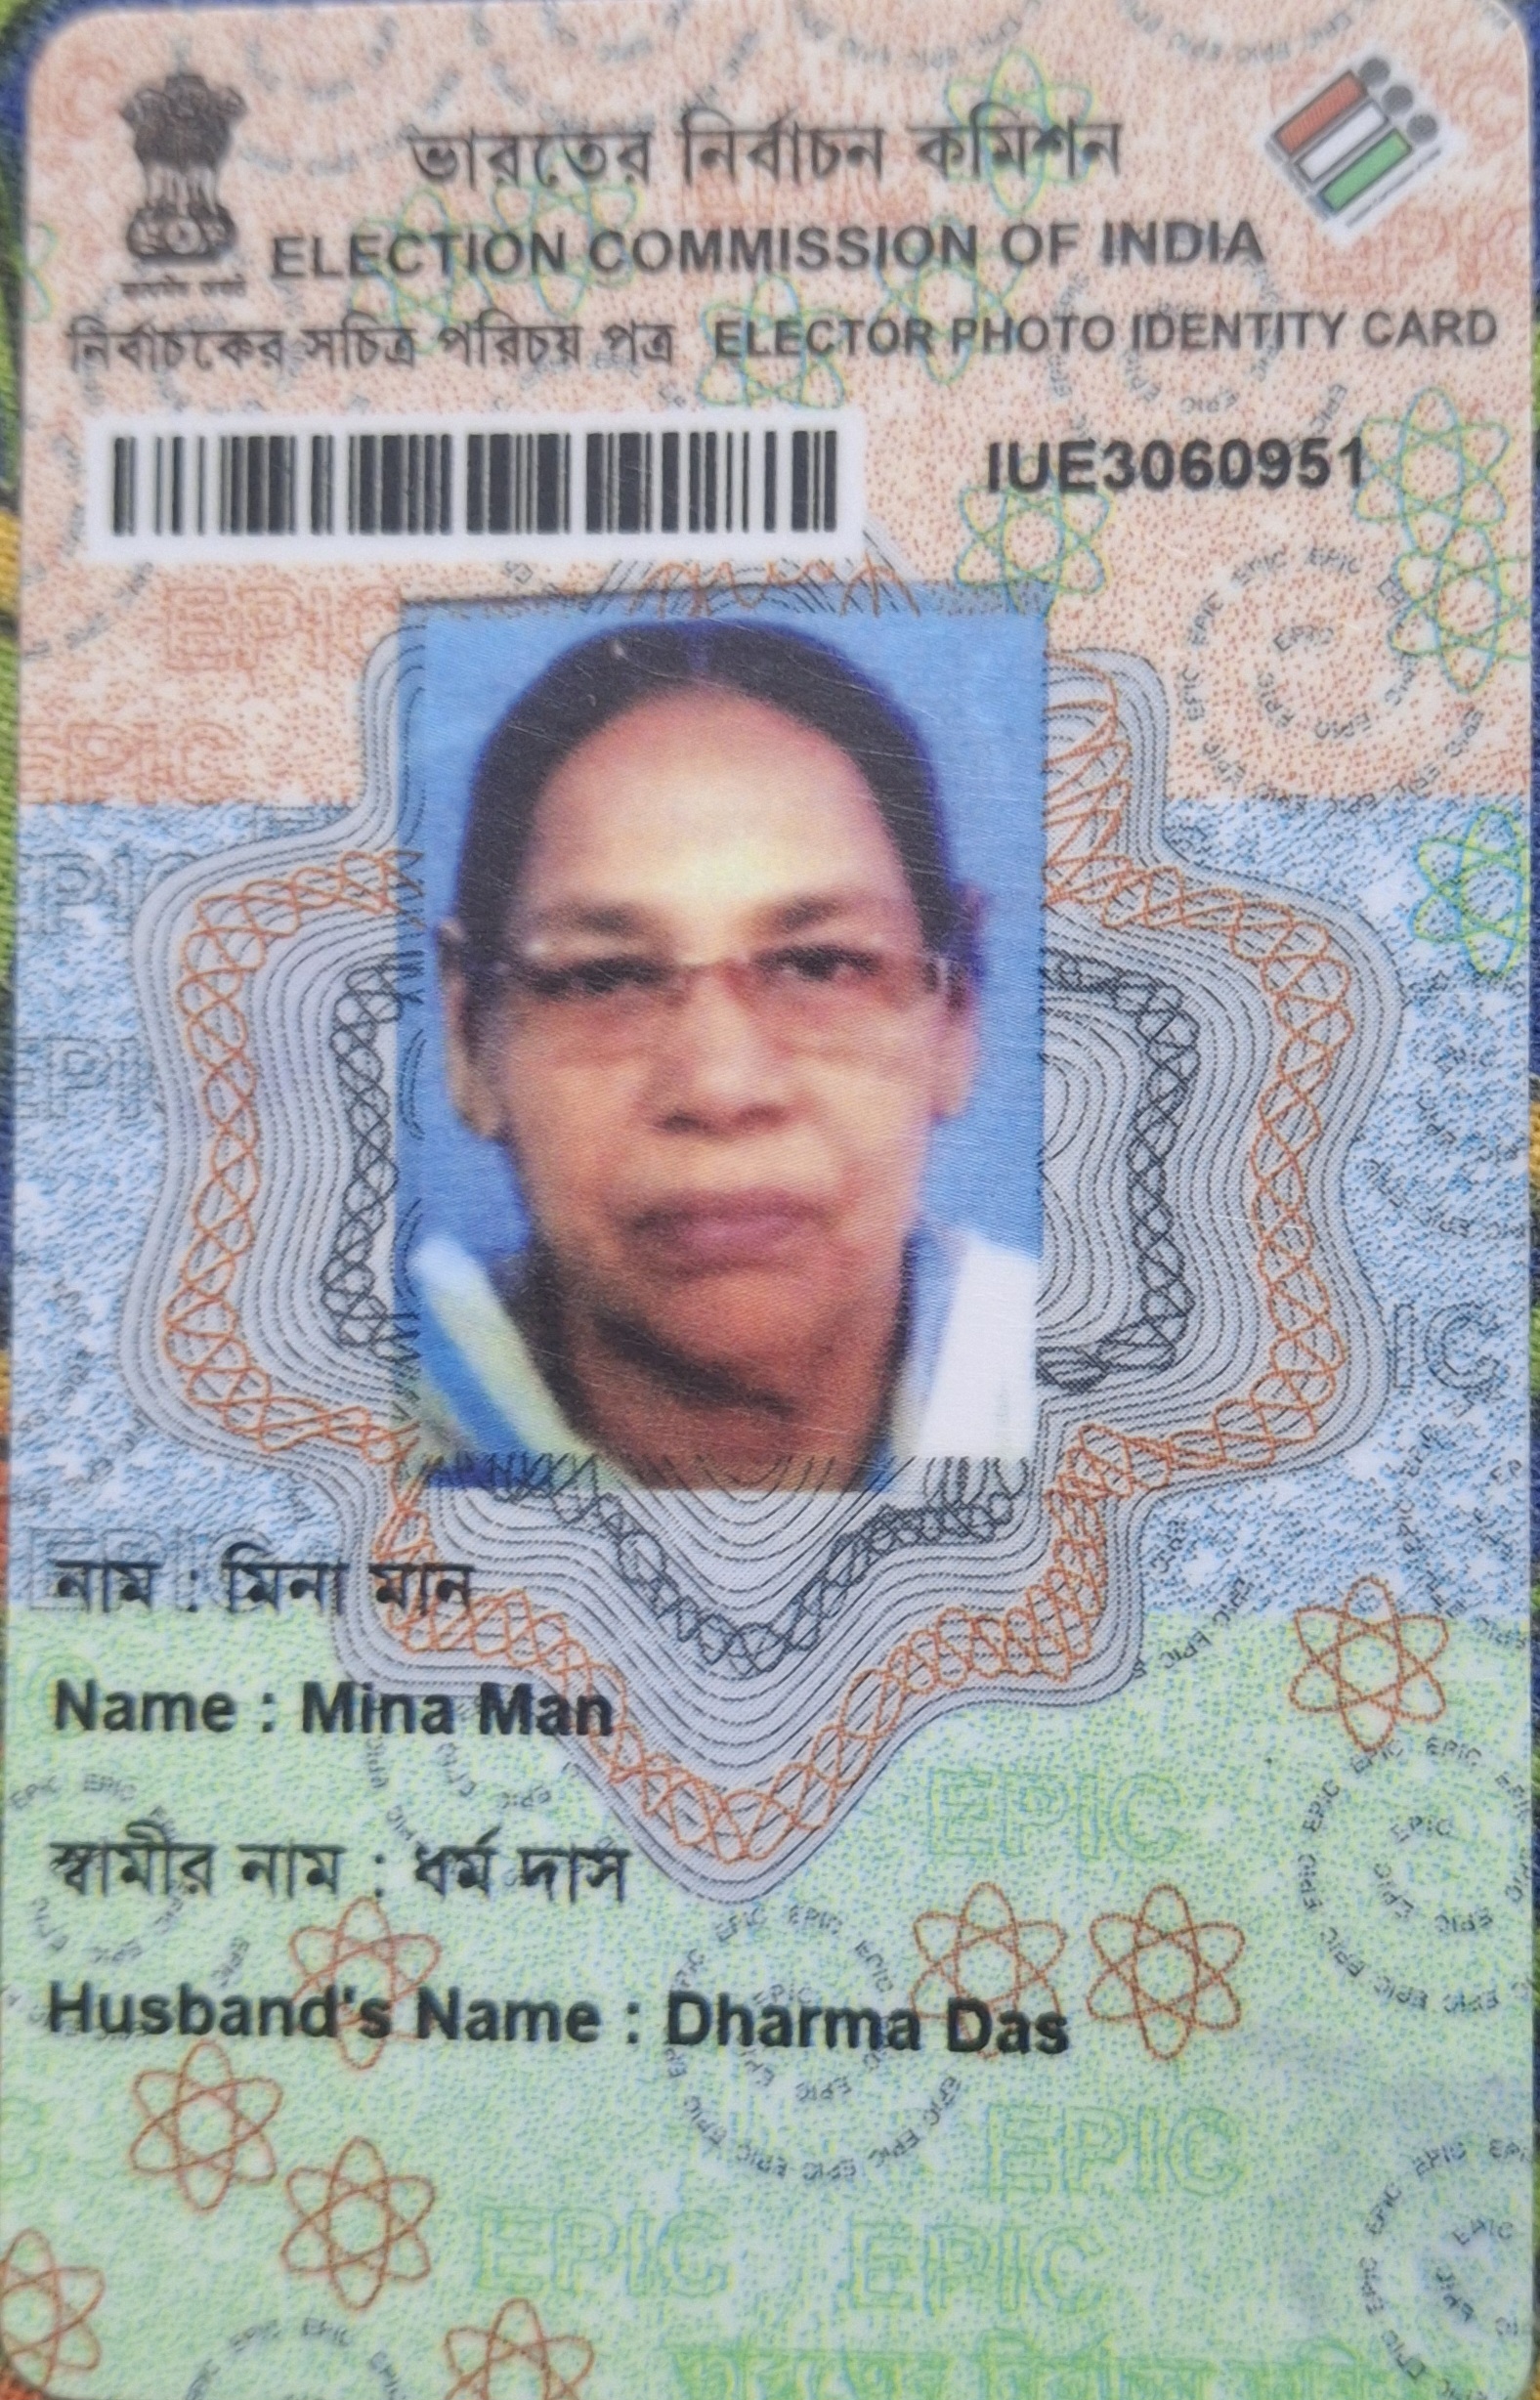 ভারতের নির্বাচন কমিশন
ELECTION COMMISSION OF INDIA
নির্বাচকের সচিত্র পরিচয় পত্র ELECTOR PHOTO IDENTITY CARD
IUE3060951
নাম : মিনা মান
Name : Mina Man
স্বামীর নাম : ধর্ম দাস
Husband's Name : Dharma Das